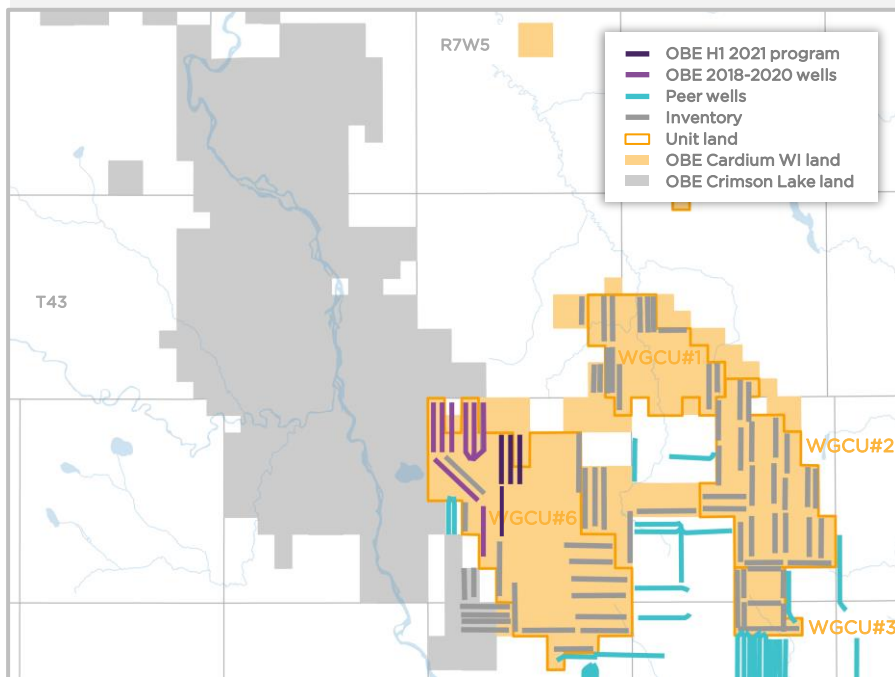 R7W5
OBE H1 2021 program
OBE 2018-2020 wells
Peer wells
Inventory
Unit land
OBE Cardium WI land
OBE Crimson Lake land
T43
WGCU#1
WGCU#2
WGCU#6
WGCU#3